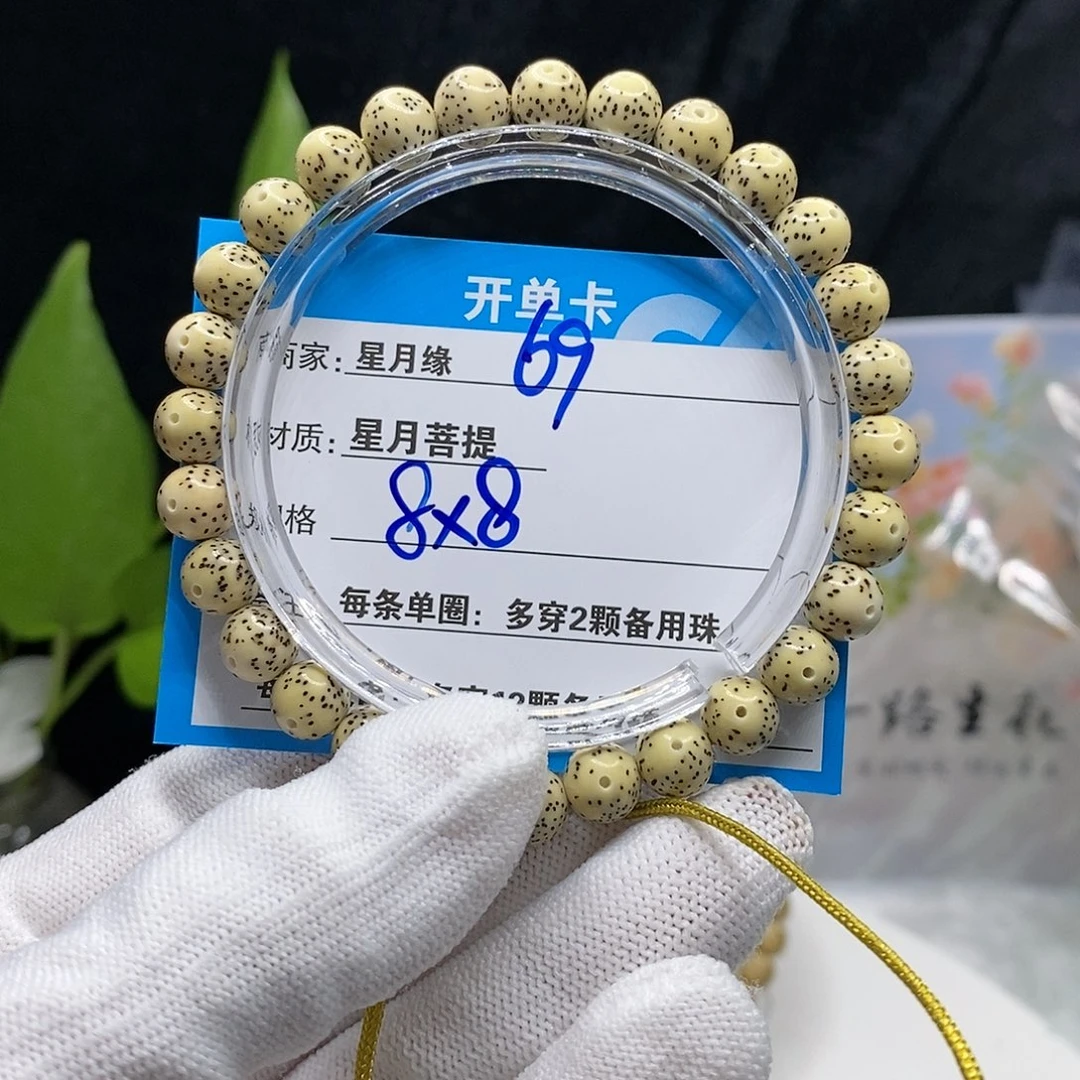 开单卡
商家：星月缘 69
材质：星月菩提
规格 8x8
每条单圈：多穿2颗备用珠